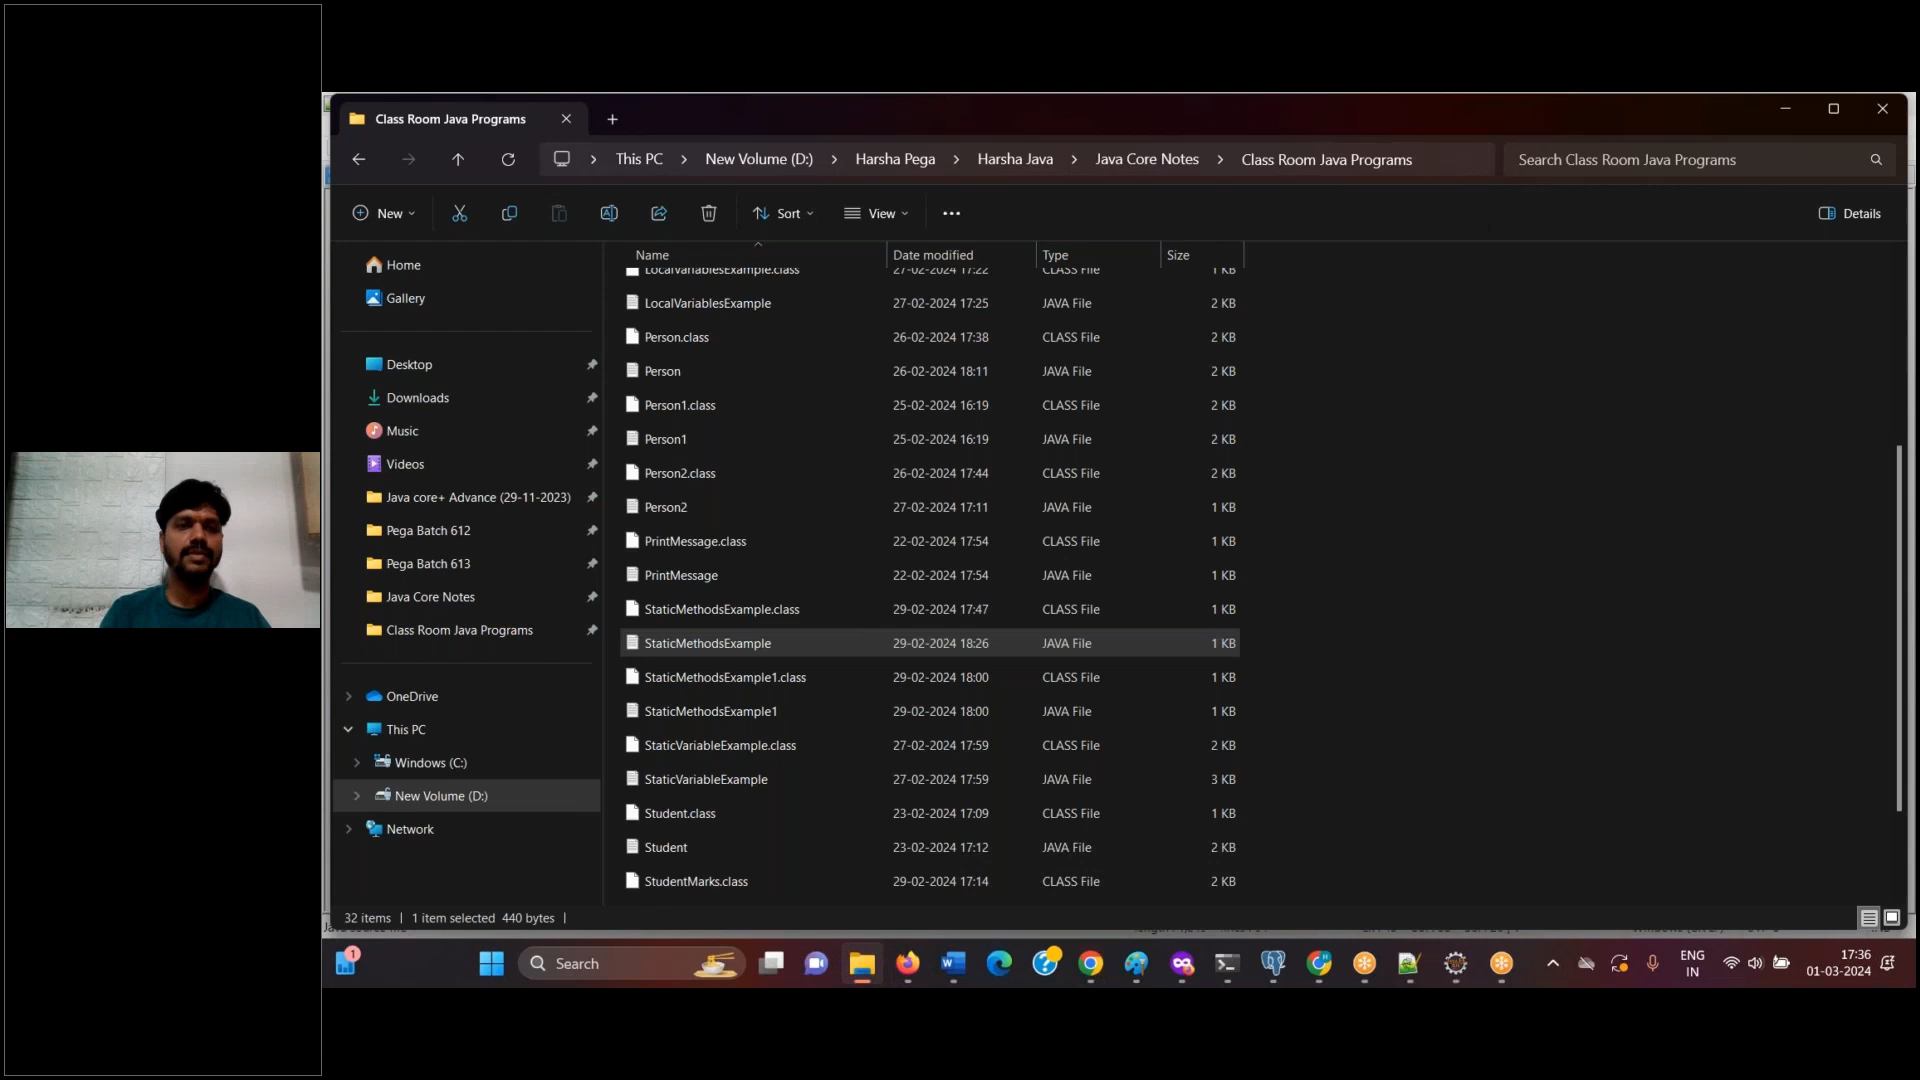 Class Room Java Programs
This PC
New Volume (D:)
Harsha Pega
Harsha Java
Java Core Notes
Class Room Java Programs
Search Class Room Java Programs
New
Sort
View
Details
Home
Gallery
Desktop
Downloads
Music
Videos
Java core+ Advance (29-11-2023)
Pega Batch 612
Pega Batch 613
Java Core Notes
Class Room Java Programs
OneDrive
This PC
Windows (C:)
New Volume (D:)
Network
Name Date modified Type Size
LocalVariablesExample.class 27-02-2024 17:22 CLASS File 1 KB
LocalVariablesExample 27-02-2024 17:25 JAVA File 2 KB
Person.class 26-02-2024 17:38 CLASS File 2 KB
Person 26-02-2024 18:11 JAVA File 2 KB
Person1.class 25-02-2024 16:19 CLASS File 2 KB
Person1 25-02-2024 16:19 JAVA File 2 KB
Person2.class 26-02-2024 17:44 CLASS File 2 KB
Person2 27-02-2024 17:11 JAVA File 1 KB
PrintMessage.class 22-02-2024 17:54 CLASS File 1 KB
PrintMessage 22-02-2024 17:54 JAVA File 1 KB
StaticMethodsExample.class 29-02-2024 17:47 CLASS File 1 KB
StaticMethodsExample 29-02-2024 18:26 JAVA File 1 KB
StaticMethodsExample1.class 29-02-2024 18:00 CLASS File 1 KB
StaticMethodsExample1 29-02-2024 18:00 JAVA File 1 KB
StaticVariableExample.class 27-02-2024 17:59 CLASS File 2 KB
StaticVariableExample 27-02-2024 17:59 JAVA File 3 KB
Student.class 23-02-2024 17:09 CLASS File 1 KB
Student 23-02-2024 17:12 JAVA File 2 KB
StudentMarks.class 29-02-2024 17:14 CLASS File 2 KB
32 items | 1 item selected 440 bytes |
1
Search
ENG
IN
17:36
01-03-2024